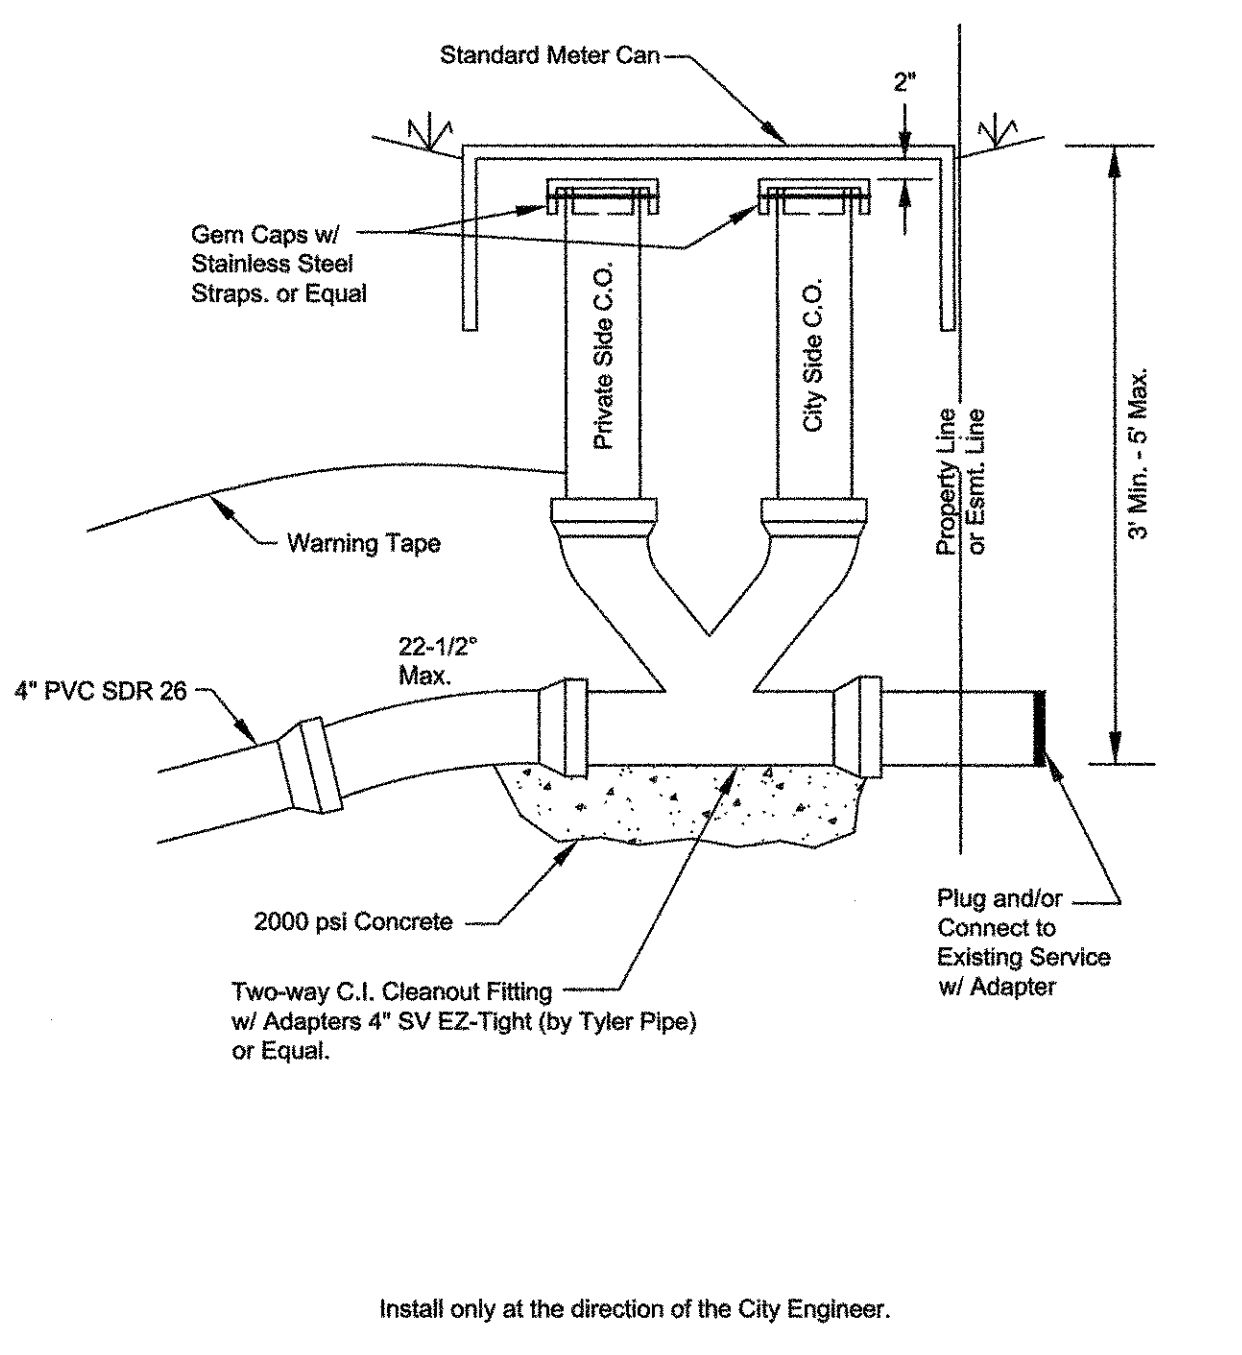 Standard Meter Can
2"
Gem Caps w/
Stainless Steel
Straps. or Equal
Private Side C.O.
City Side C.O.
Property Line
or Esmt. Line
3' Min. - 5' Max.
Warning Tape
22-1/2°
Max.
4" PVC SDR 26
2000 psi Concrete
Plug and/or
Connect to
Existing Service
w/ Adapter
Two-way C.I. Cleanout Fitting
w/ Adapters 4" SV EZ-Tight (by Tyler Pipe)
or Equal.
Install only at the direction of the City Engineer.